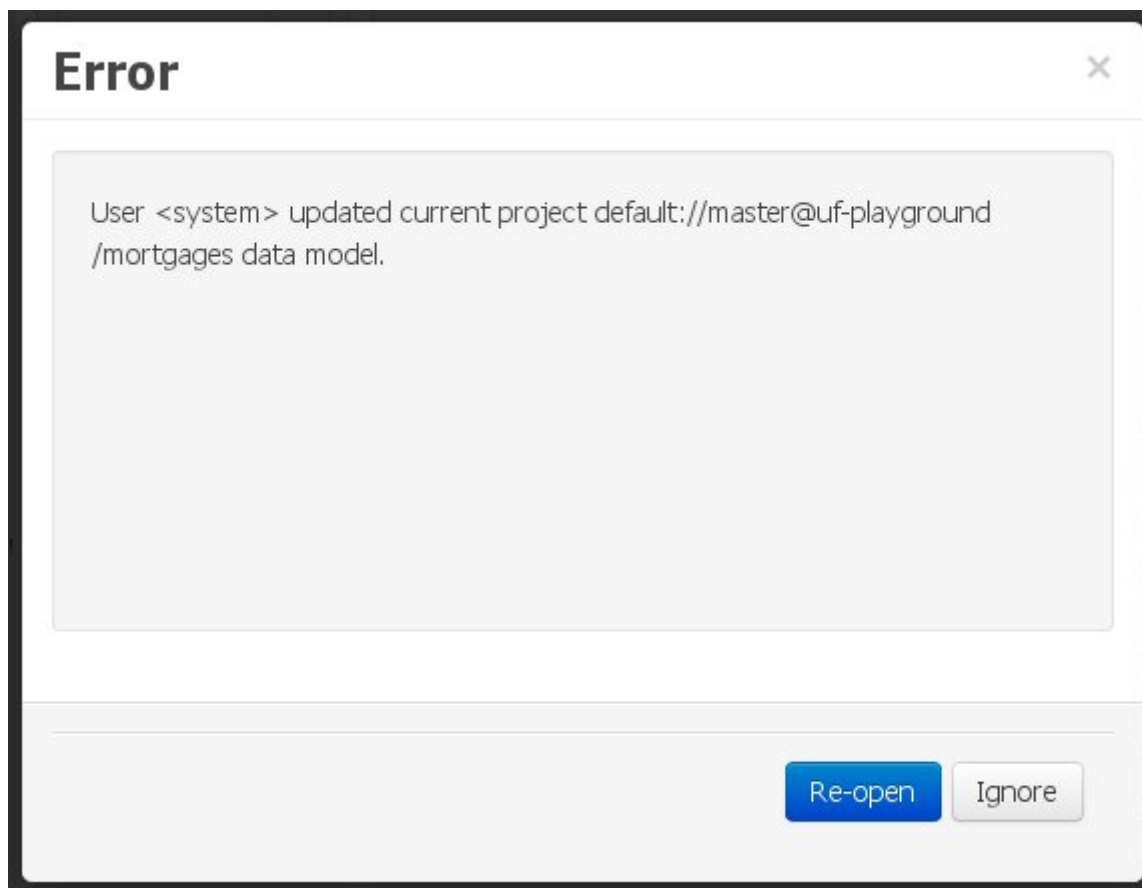 Error
×
User <system> updated current project default://master@uf-playground
/mortgages data model.
Re-open
Ignore